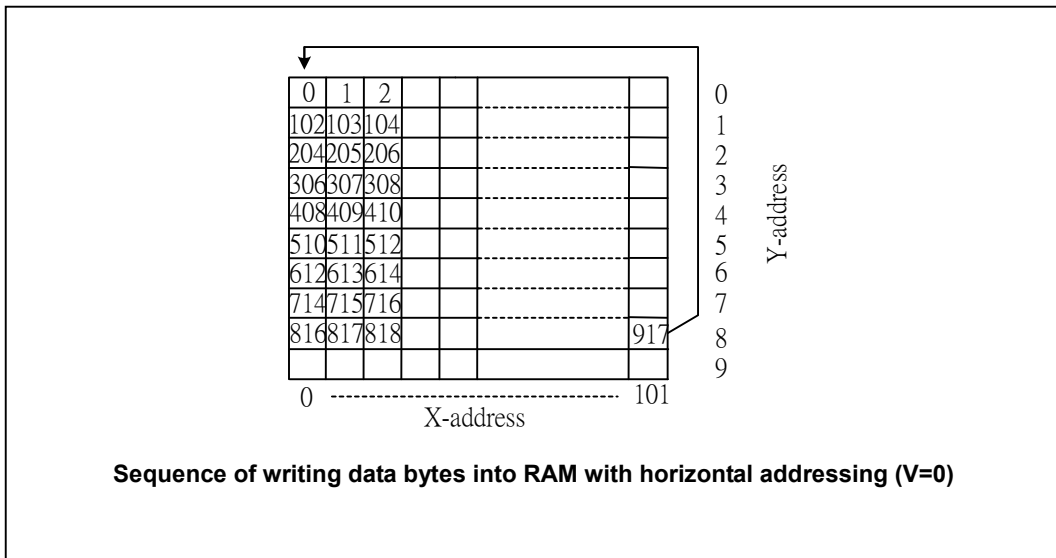 0 1 2 0
102 103 104 1
204 205 206 2
306 307 308 3
408 409 410 4
510 511 512 5
612 613 614 6
714 715 716 7
816 817 818 917 8
9
Y-address
0 101
X-address
Sequence of writing data bytes into RAM with horizontal addressing (V=0)